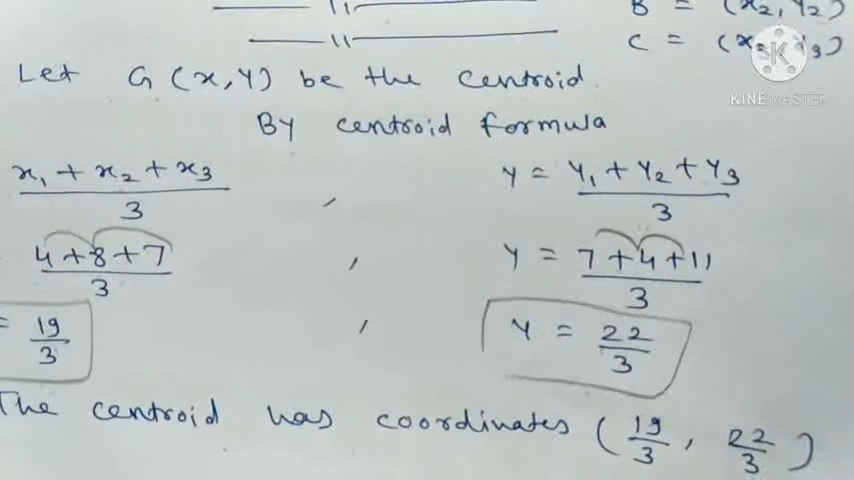 B = (x₂, y₂)
C = (x₃, y₃)
KINEMASTER
Let G (x, y) be the centroid
By centroid formula
x₁ + x₂ + x₃ / 3 , y = y₁ + y₂ + y₃ / 3
4 + 8 + 7 / 3 , y = 7 + 4 + 11 / 3
= 19/3 , y = 22/3
The centroid has coordinates (19/3, 22/3)